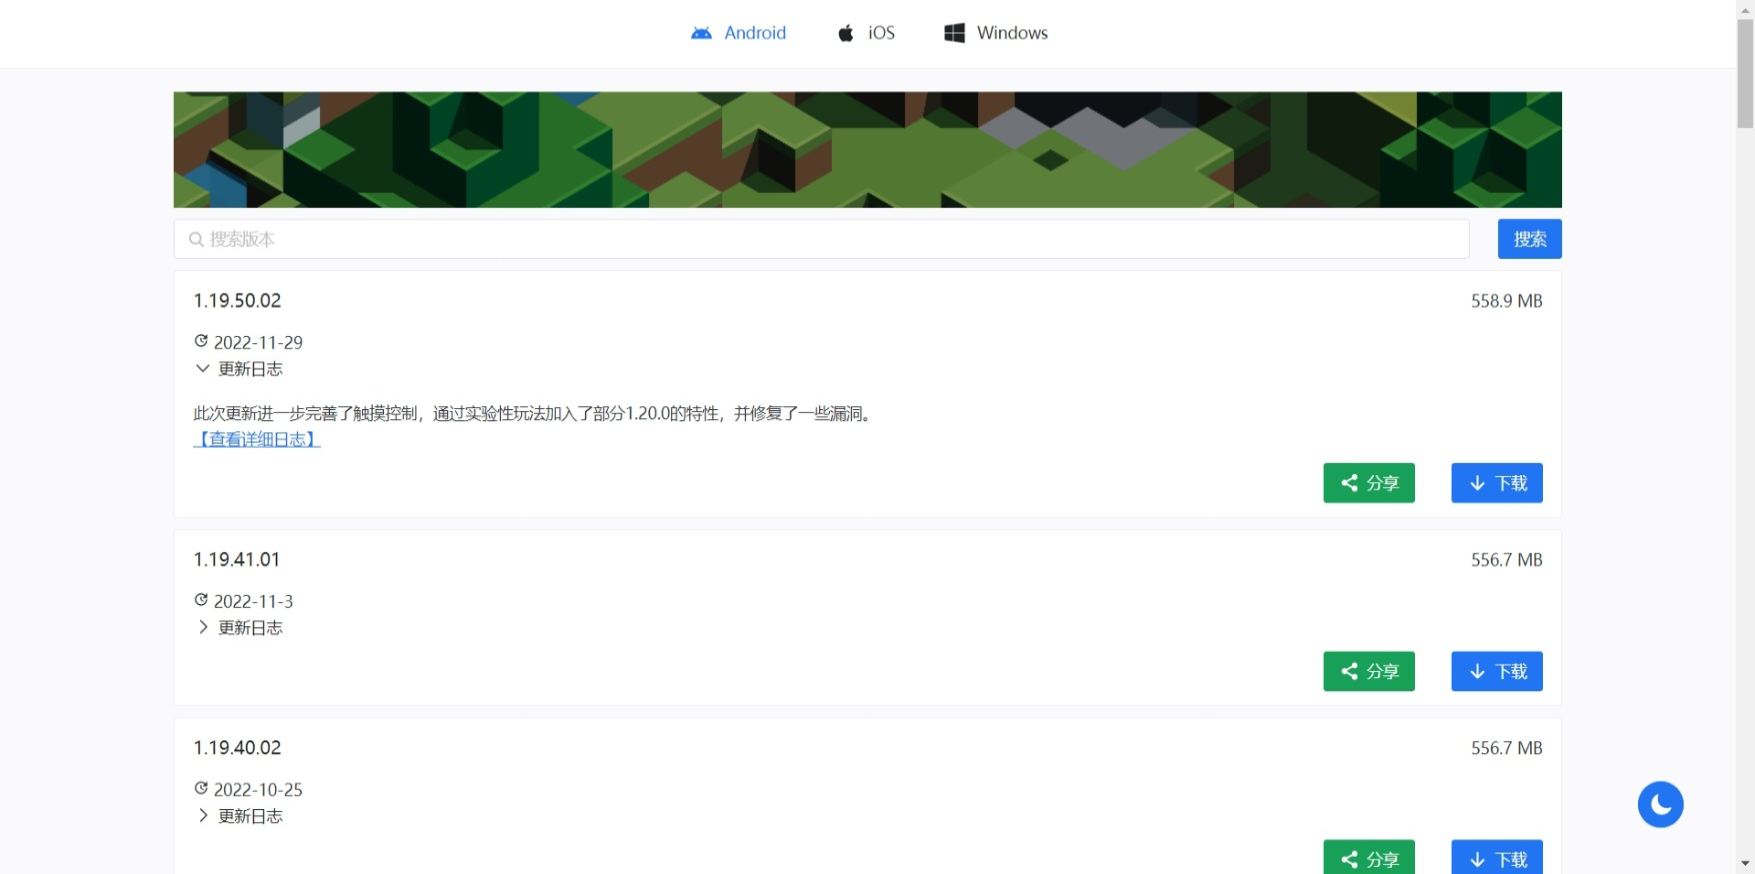 Android iOS Windows
搜索版本 搜索
1.19.50.02 558.9 MB
2022-11-29
更新日志
此次更新进一步完善了触摸控制，通过实验性玩法加入了部分1.20.0的特性，并修复了一些漏洞。
【查看详细日志】
分享 下载
1.19.41.01 556.7 MB
2022-11-3
更新日志
分享 下载
1.19.40.02 556.7 MB
2022-10-25
更新日志
分享 下载